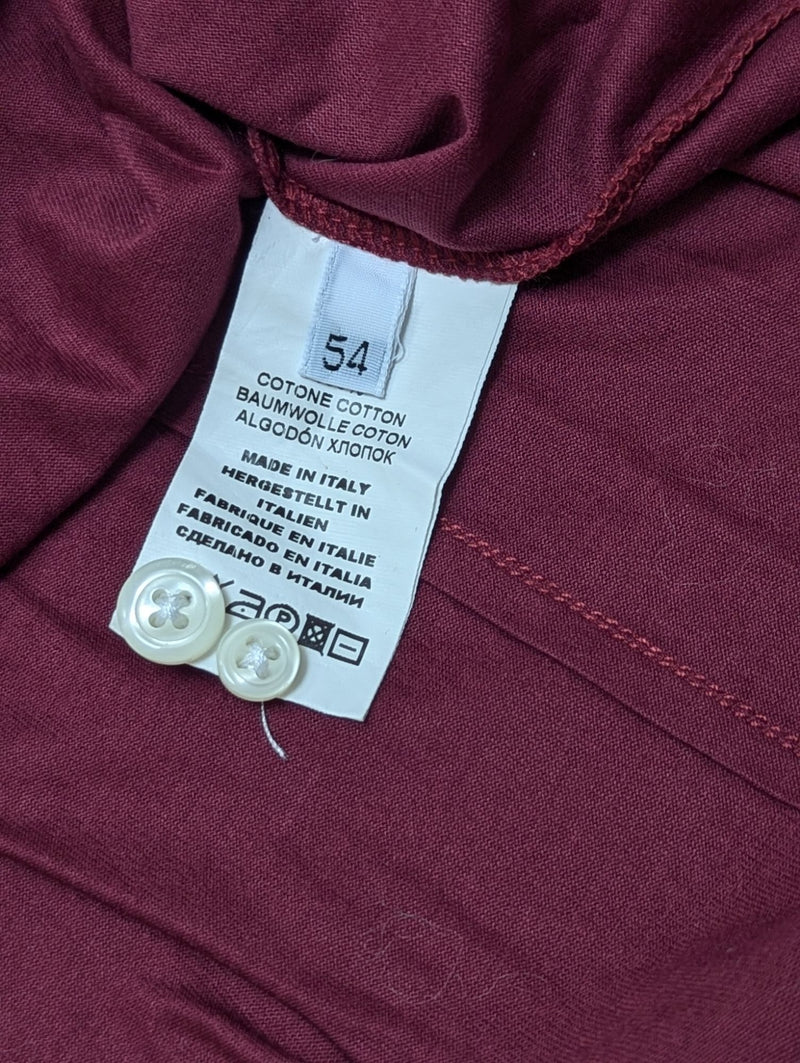 54
COTONE COTTON
BAUMWOLLE COTON
ALGODÓN ХЛОПОК
MADE IN ITALY
HERGESTELLT IN
ITALIEN
FABRIQUE EN ITALIE
FABRICADO EN ITALIA
СДЕЛАНО В ИТАЛИИ
P